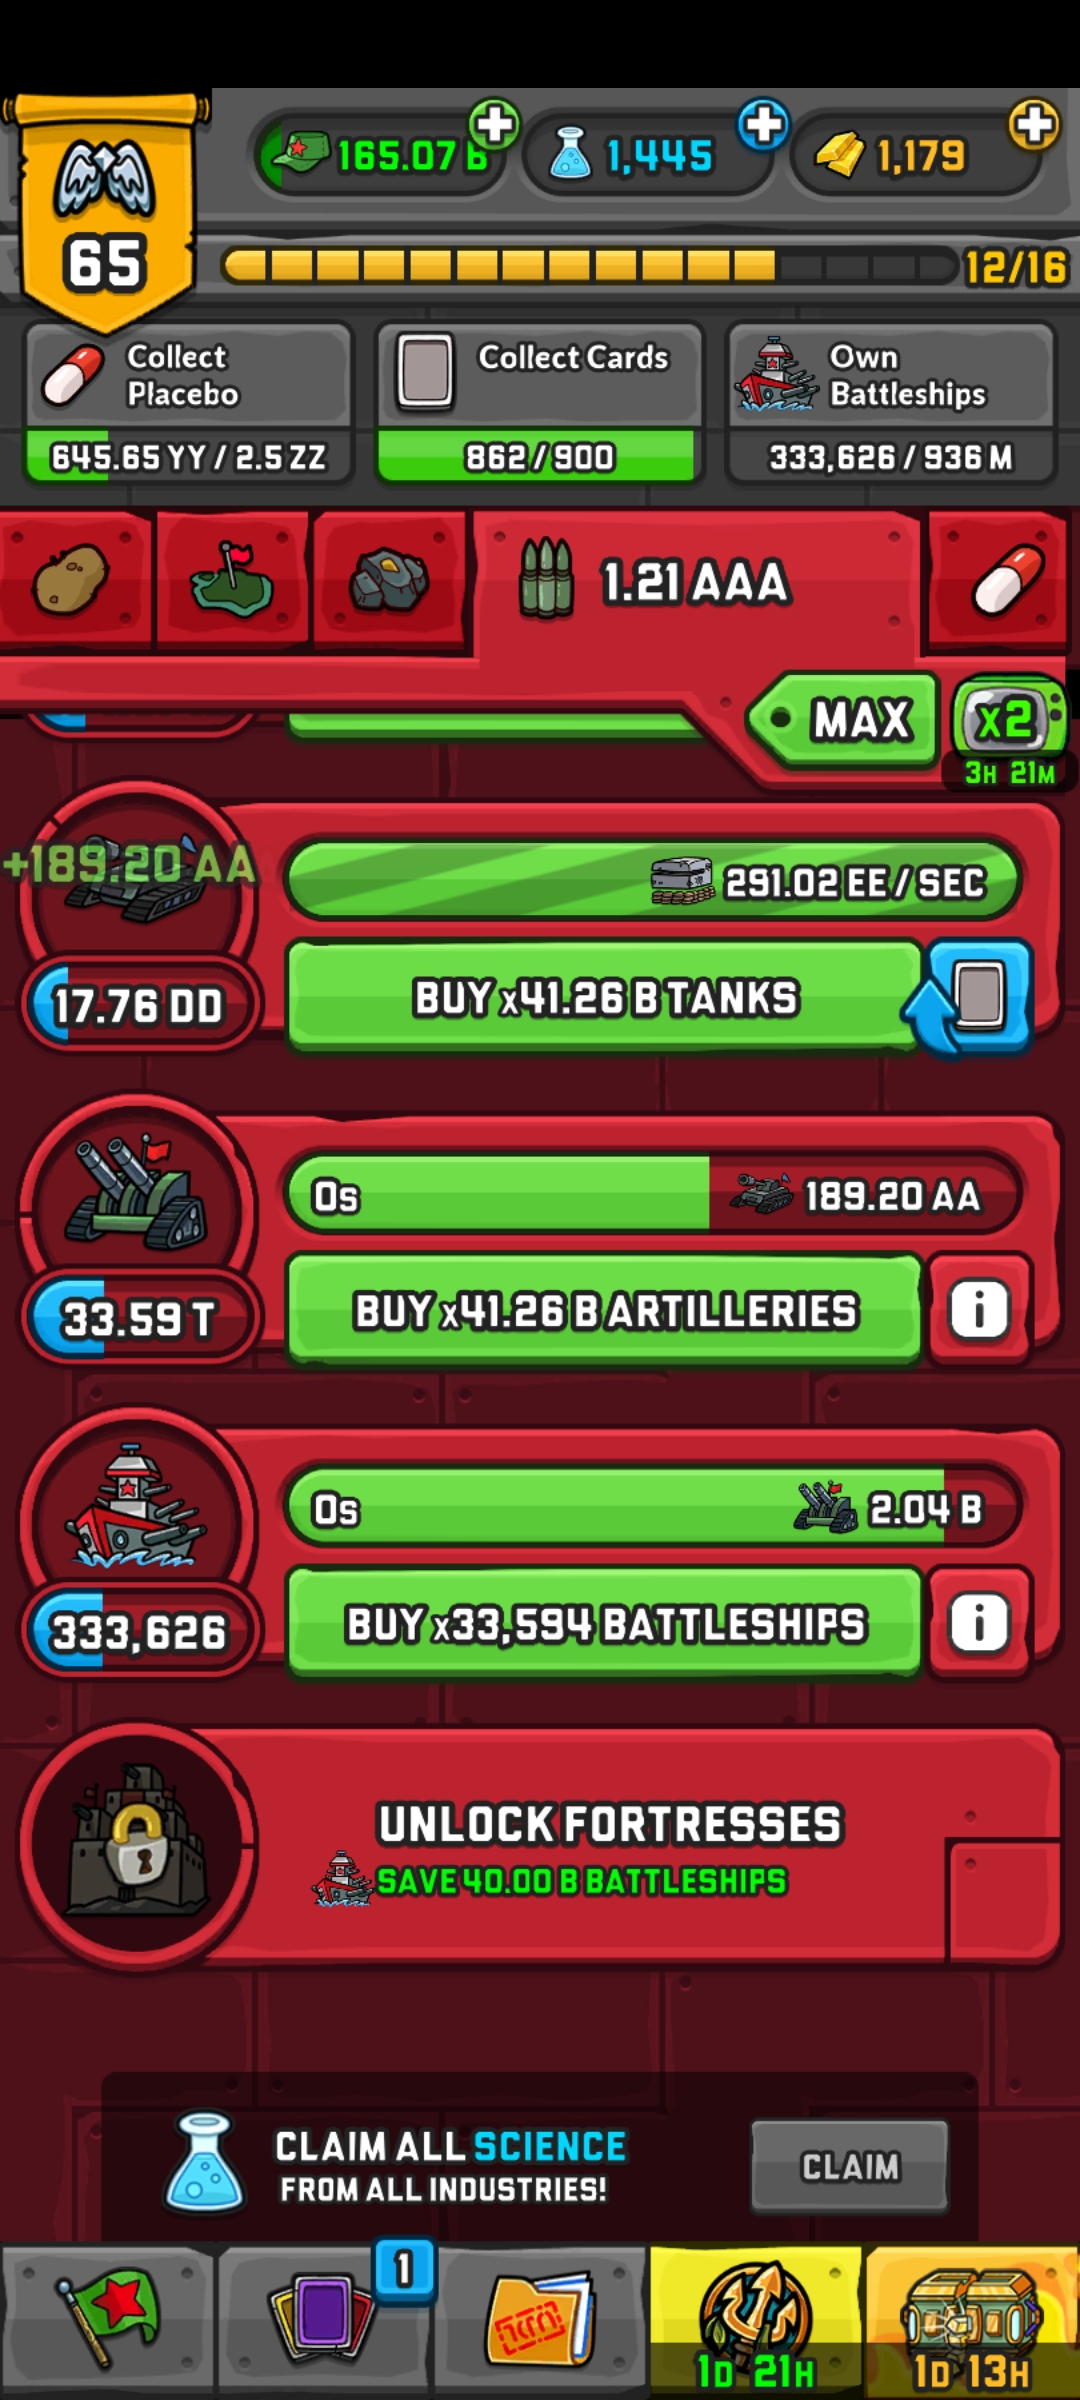 165.07 B
1,445
1,179
65
12/16
Collect
Placebo
Collect Cards
Own
Battleships
645.65 YY / 2.5 ZZ
862/900
333,626 / 936 M
1.21 AAA
MAX
x2
3H 21M
+189.20 AA
291.02 EE / SEC
17.76 DD
BUY x41.26 B TANKS
0s
189.20 AA
33.59 T
BUY x41.26 B ARTILLERIES
i
0s
2.04 B
333,626
BUY x33,594 BATTLESHIPS
i
UNLOCK FORTRESSES
SAVE 40.00 B BATTLESHIPS
CLAIM ALL SCIENCE
FROM ALL INDUSTRIES!
CLAIM
1
1D 21H
1D 13H